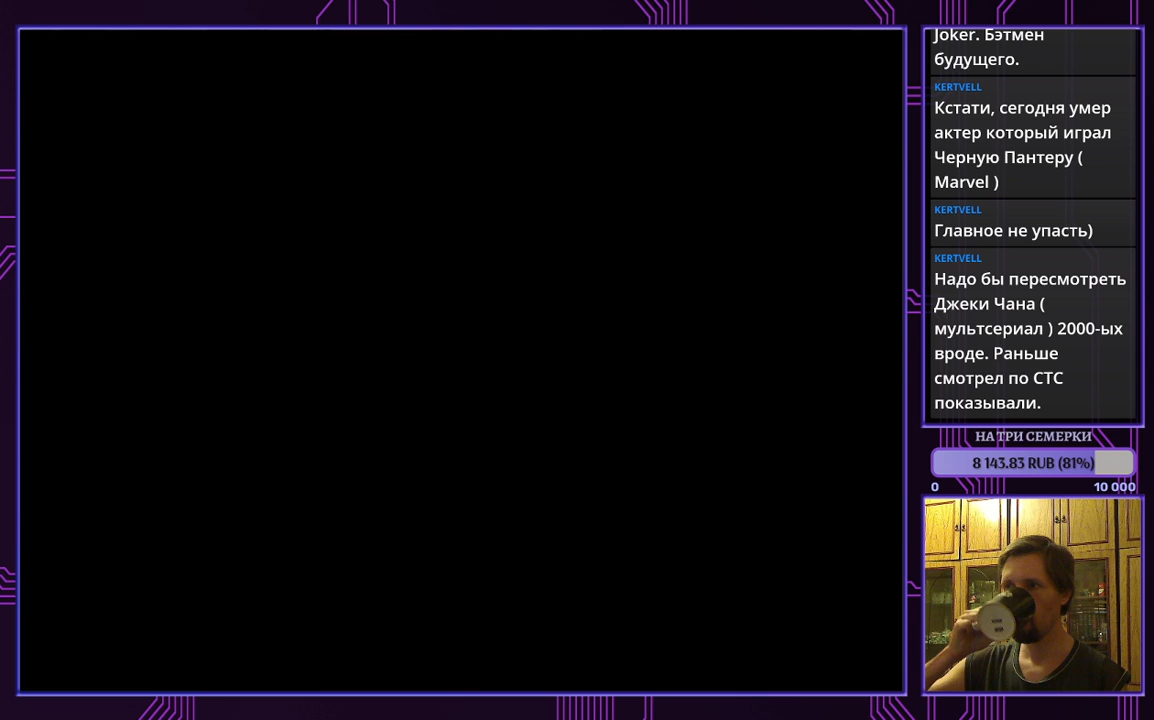 Joker. Бэтмен
будущего.
KERTVELL
Кстати, сегодня умер
актер который играл
Черную Пантеру (
Marvel )
KERTVELL
Главное не упасть)
KERTVELL
Надо бы пересмотреть
Джеки Чана (
мультсериал ) 2000-ых
вроде. Раньше
смотрел по СТС
показывали.
НА ТРИ СЕМЕРКИ
8 143.83 RUB (81%)
0 10 000